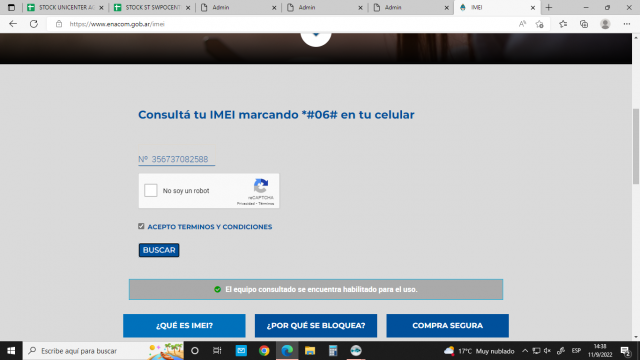 STOCK UNICENTER AG
STOCK ST SWPOCENT
Admin
Admin
Admin
IMEI
https://www.enacom.gob.ar/imei
Consultá tu IMEI marcando *#06# en tu celular
Nº 356737082588
No soy un robot
reCAPTCHA
Privacidad - Términos
ACEPTO TERMINOS Y CONDICIONES
BUSCAR
El equipo consultado se encuentra habilitado para el uso.
¿QUÉ ES IMEI?
¿POR QUÉ SE BLOQUEA?
COMPRA SEGURA
Escribe aquí para buscar
17°C Muy nublado
ESP
14:38
11/9/2022